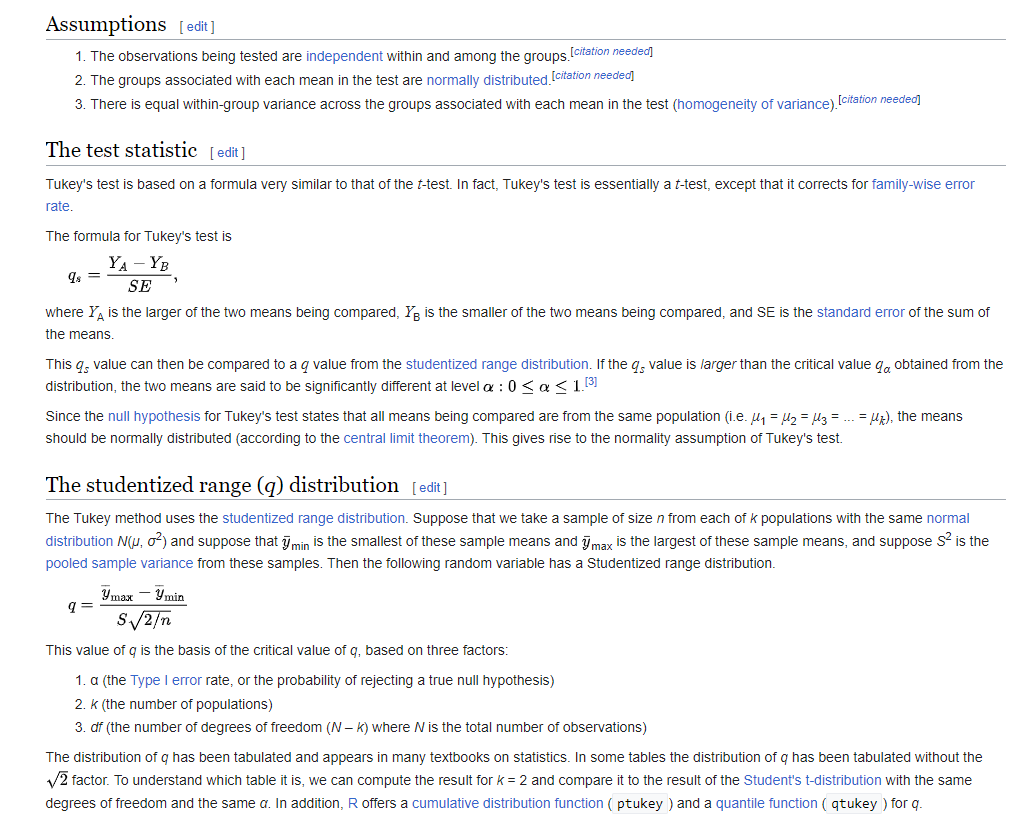 Assumptions [ edit ]
1. The observations being tested are independent within and among the groups.[citation needed]
2. The groups associated with each mean in the test are normally distributed.[citation needed]
3. There is equal within-group variance across the groups associated with each mean in the test (homogeneity of variance).[citation needed]
The test statistic [ edit ]
Tukey's test is based on a formula very similar to that of the t-test. In fact, Tukey's test is essentially a t-test, except that it corrects for family-wise error
rate.
The formula for Tukey's test is
qₛ = (Y_A − Y_B) / SE,
where Y_A is the larger of the two means being compared, Y_B is the smaller of the two means being compared, and SE is the standard error of the sum of
the means.
This qₛ value can then be compared to a q value from the studentized range distribution. If the qₛ value is larger than the critical value q_α obtained from the
distribution, the two means are said to be significantly different at level α : 0 ≤ α ≤ 1.[3]
Since the null hypothesis for Tukey's test states that all means being compared are from the same population (i.e. μ₁ = μ₂ = μ₃ = ... = μₖ), the means
should be normally distributed (according to the central limit theorem). This gives rise to the normality assumption of Tukey's test.
The studentized range (q) distribution [ edit ]
The Tukey method uses the studentized range distribution. Suppose that we take a sample of size n from each of k populations with the same normal
distribution N(μ, σ²) and suppose that ȳ_min is the smallest of these sample means and ȳ_max is the largest of these sample means, and suppose S² is the
pooled sample variance from these samples. Then the following random variable has a Studentized range distribution.
q = (ȳ_max − ȳ_min) / S√2/n
This value of q is the basis of the critical value of q, based on three factors:
1. α (the Type I error rate, or the probability of rejecting a true null hypothesis)
2. k (the number of populations)
3. df (the number of degrees of freedom (N – k) where N is the total number of observations)
The distribution of q has been tabulated and appears in many textbooks on statistics. In some tables the distribution of q has been tabulated without the
√2 factor. To understand which table it is, we can compute the result for k = 2 and compare it to the result of the Student's t-distribution with the same
degrees of freedom and the same α. In addition, R offers a cumulative distribution function ( ptukey ) and a quantile function ( qtukey ) for q.